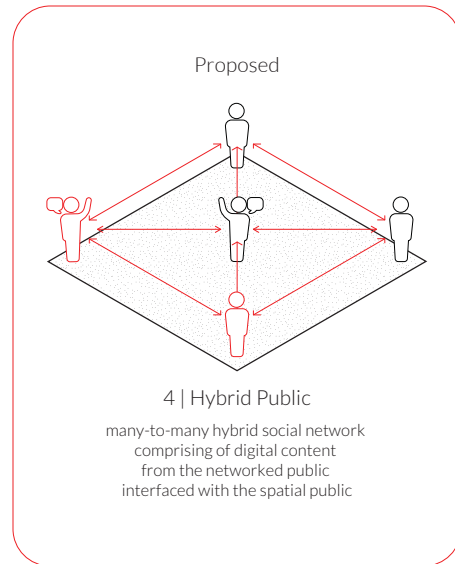 Proposed
4 | Hybrid Public
many-to-many hybrid social network
comprising of digital content
from the networked public
interfaced with the spatial public